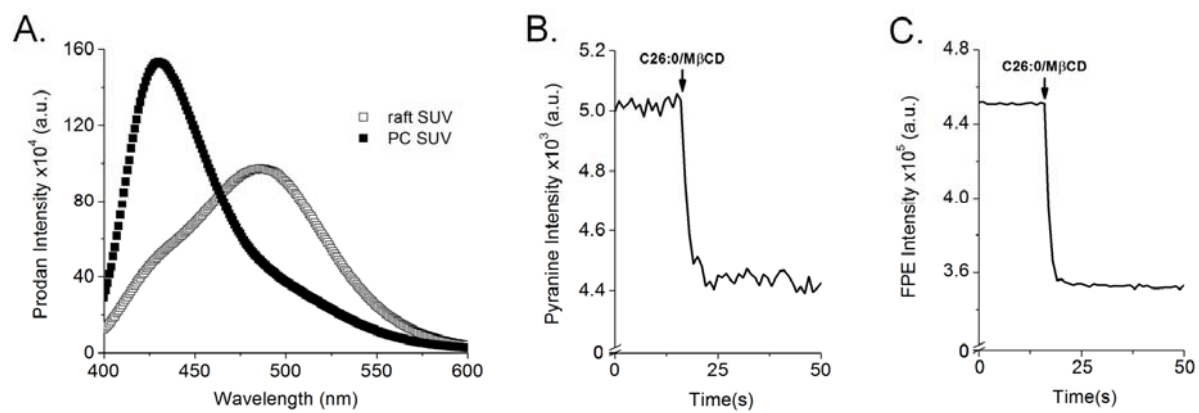 A.
160
120
80
40
0
400
450
500
550
600
Prodan Intensity x10⁴ (a.u.)
Wavelength (nm)
raft SUV
PC SUV
B.
5.2
5.0
4.8
4.6
4.4
0
0
25
50
Pyranine Intensity x10³ (a.u.)
Time(s)
C26:0/MβCD
C.
4.8
4.4
4.0
3.6
0
0
25
50
FPE Intensity x10⁵ (a.u.)
Time(s)
C26:0/MβCD